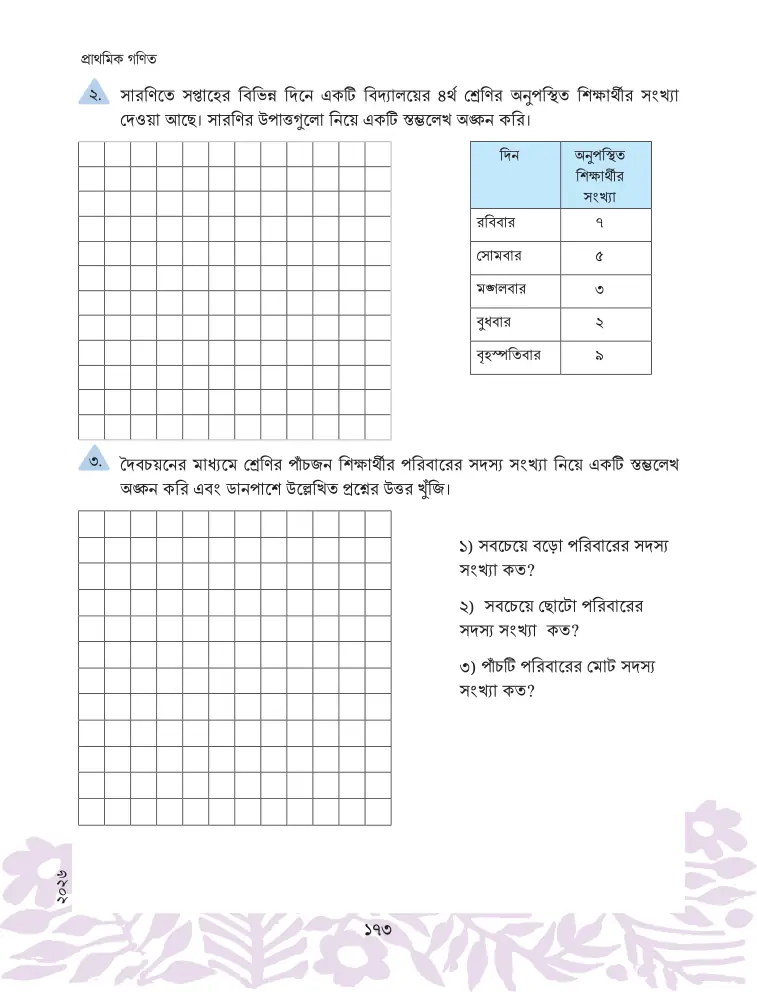 প্রাথমিক গণিত
২. সারণিতে সপ্তাহের বিভিন্ন দিনে একটি বিদ্যালয়ের ৪র্থ শ্রেণির অনুপস্থিত শিক্ষার্থীর সংখ্যা
দেওয়া আছে। সারণির উপাত্তগুলো নিয়ে একটি স্তম্ভলেখ অঙ্কন করি।
দিন অনুপস্থিত
শিক্ষার্থীর
সংখ্যা
রবিবার ৭
সোমবার ৫
মঙ্গলবার ৩
বুধবার ২
বৃহস্পতিবার ৯
৩. দৈবচয়নের মাধ্যমে শ্রেণির পাঁচজন শিক্ষার্থীর পরিবারের সদস্য সংখ্যা নিয়ে একটি স্তম্ভলেখ
অঙ্কন করি এবং ডানপাশে উল্লেখিত প্রশ্নের উত্তর খুঁজি।
১) সবচেয়ে বড়ো পরিবারের সদস্য
সংখ্যা কত?
২) সবচেয়ে ছোটো পরিবারের
সদস্য সংখ্যা কত?
৩) পাঁচটি পরিবারের মোট সদস্য
সংখ্যা কত?
২০২৬
১৭৩